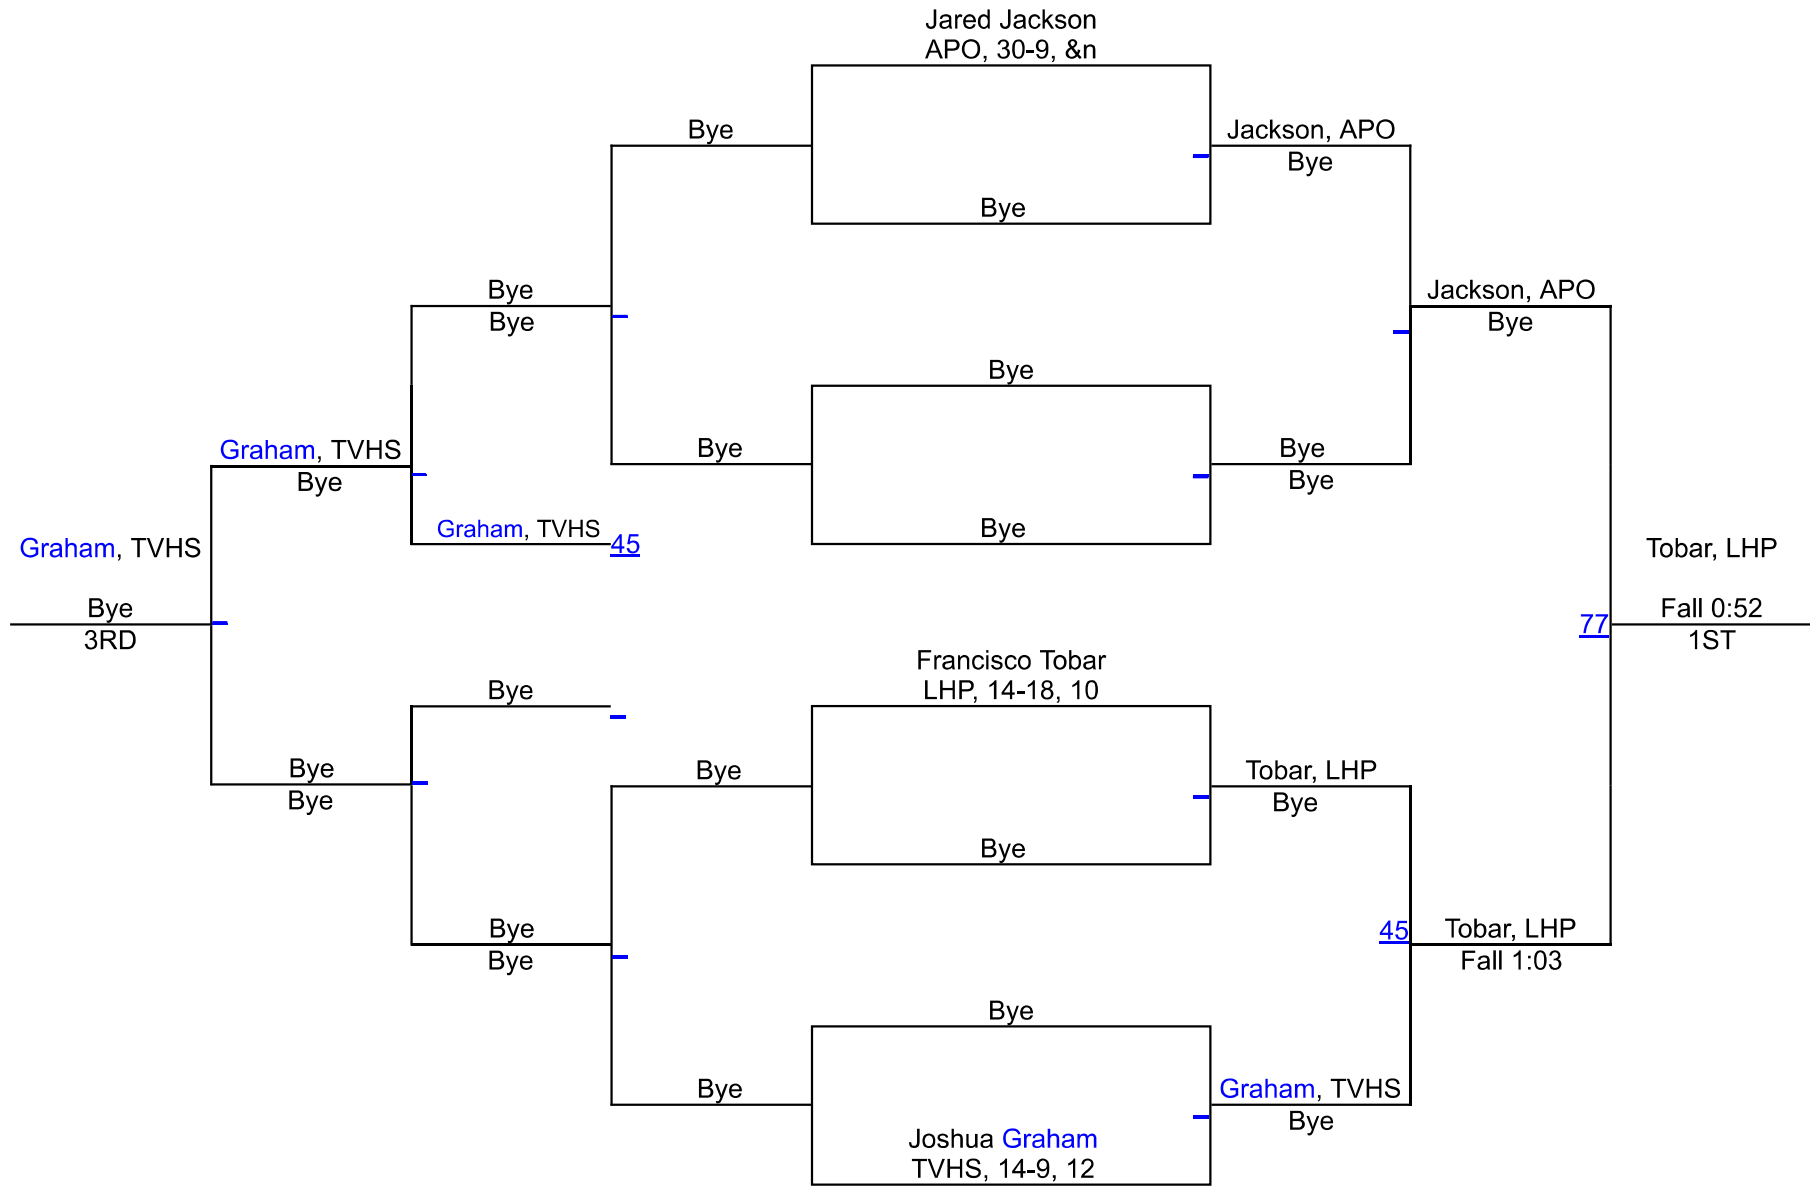 Jared Jackson
APO, 30-9, &n
Bye
Jackson, APO
Bye
Bye
Bye
Bye
Jackson, APO
Bye
Bye
Bye
Graham, TVHS
Bye
Bye
Bye
Bye
Graham, TVHS
45
Bye
Graham, TVHS
Bye
3RD
Tobar, LHP
Fall 0:52
77
1ST
Francisco Tobar
LHP, 14-18, 10
Bye
Bye
Bye
Bye
Tobar, LHP
Bye
Bye
Bye
Bye
45
Tobar, LHP
Fall 1:03
Bye
Bye
Graham, TVHS
Bye
Joshua Graham
TVHS, 14-9, 12